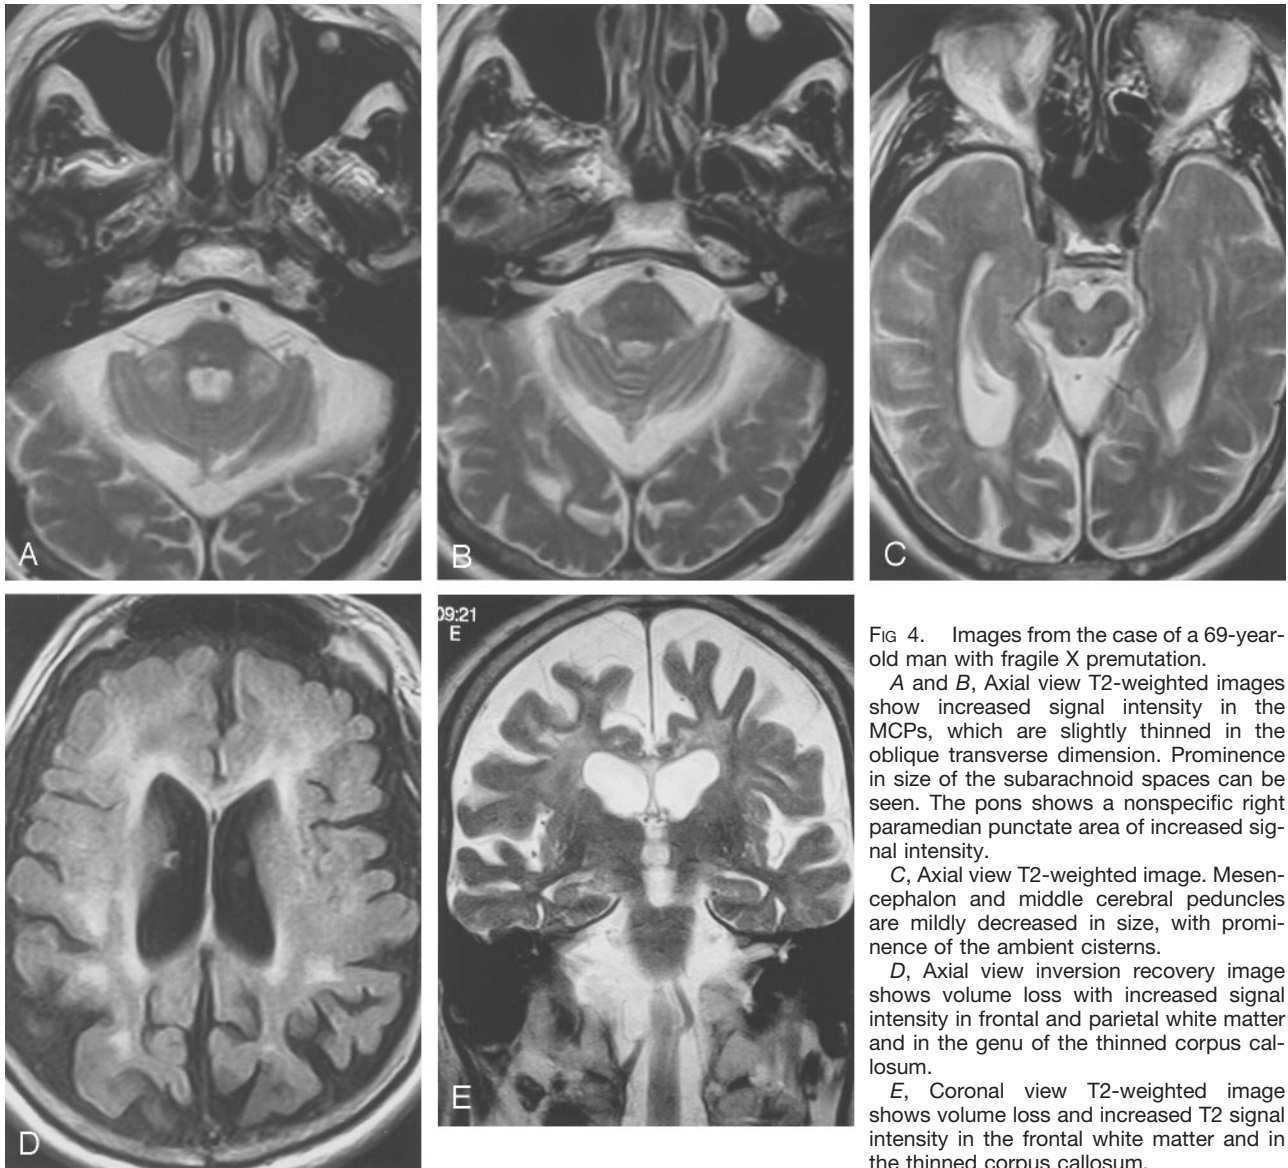 A
B
C
D
09:21
E
E
FIG 4. Images from the case of a 69-year-
old man with fragile X premutation.
A and B, Axial view T2-weighted images
show increased signal intensity in the
MCPs, which are slightly thinned in the
oblique transverse dimension. Prominence
in size of the subarachnoid spaces can be
seen. The pons shows a nonspecific right
paramedian punctate area of increased sig-
nal intensity.
C, Axial view T2-weighted image. Mesen-
cephalon and middle cerebral peduncles
are mildly decreased in size, with promi-
nence of the ambient cisterns.
D, Axial view inversion recovery image
shows volume loss with increased signal
intensity in frontal and parietal white matter
and in the genu of the thinned corpus cal-
losum.
E, Coronal view T2-weighted image
shows volume loss and increased T2 signal
intensity in the frontal white matter and in
the thinned corpus callosum.